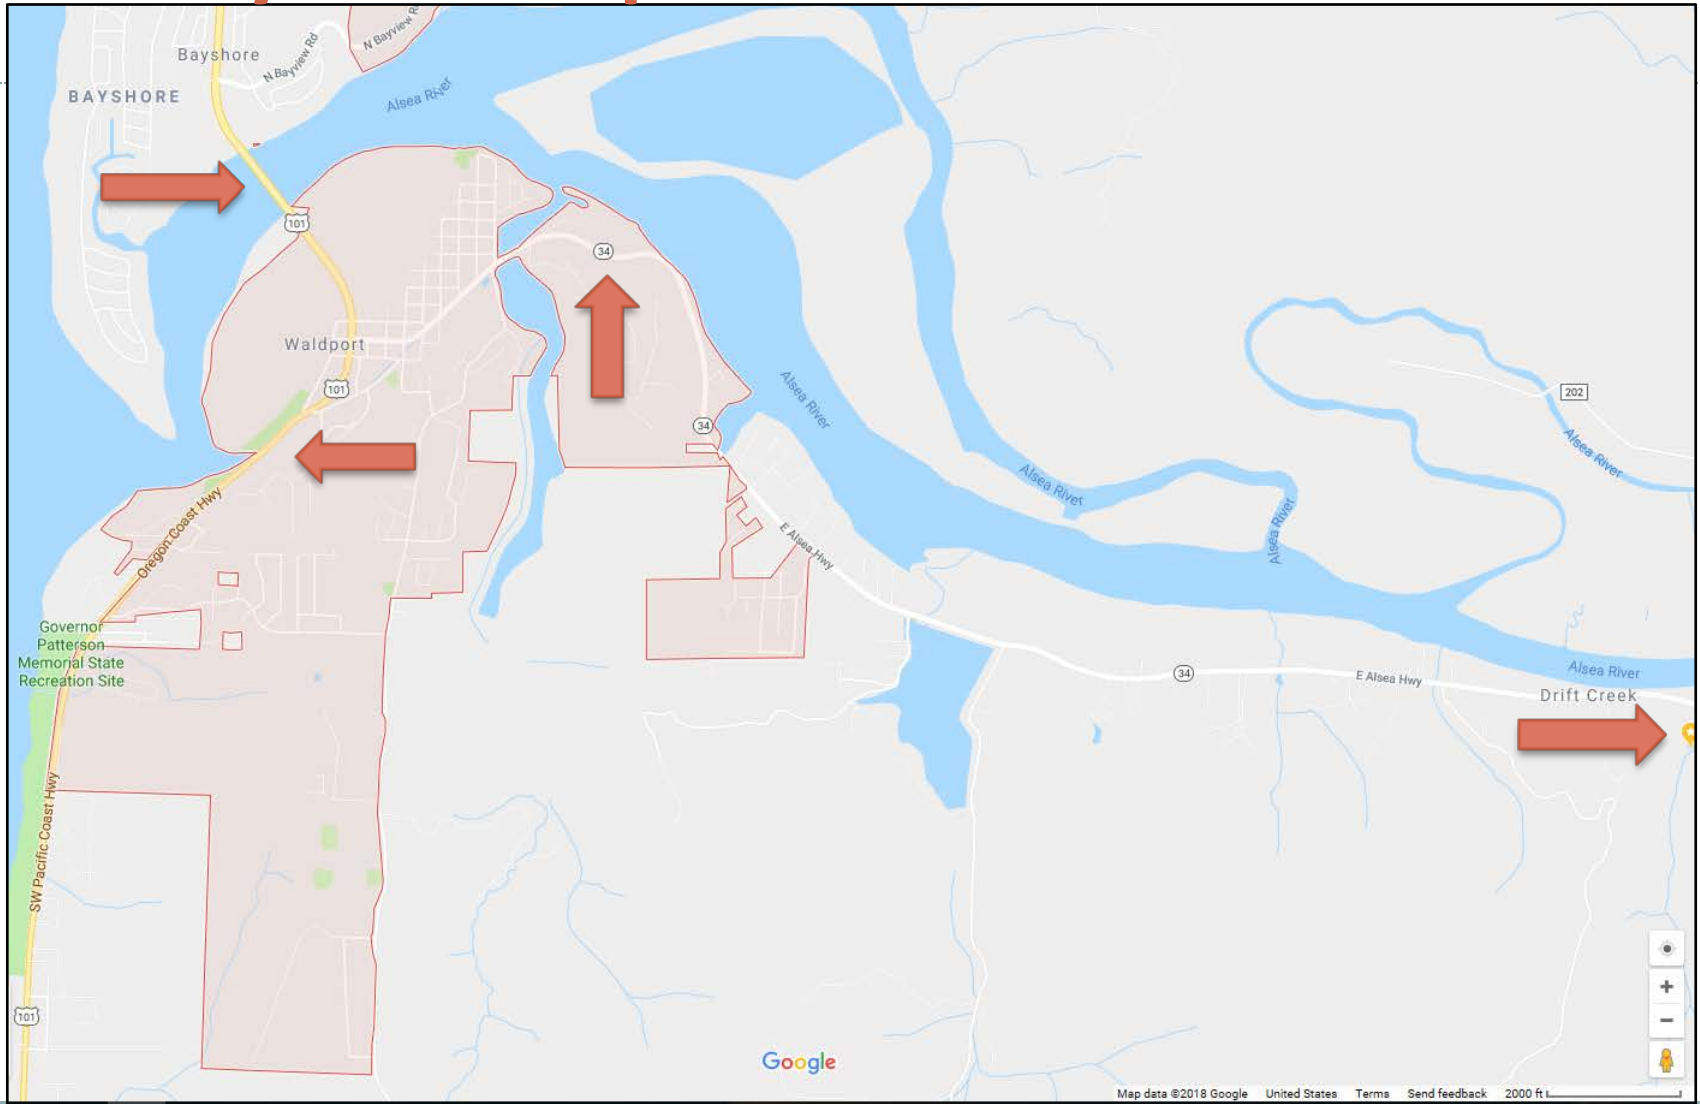 Bayshore
BAYSHORE
N Bayview Rd
N Bayview R
Alsea River
101
34
Waldport
101
34
Alsea River
202
Alsea River
Alsea River
Alsea River
Oregon Coast Hwy
E Alsea Hwy
Governor
Patterson
Memorial State
Recreation Site
34
E Alsea Hwy
Alsea River
Drift Creek
SW Pacific Coast Hwy
101
Google
Map data ©2018 Google United States Terms Send feedback 2000 ft